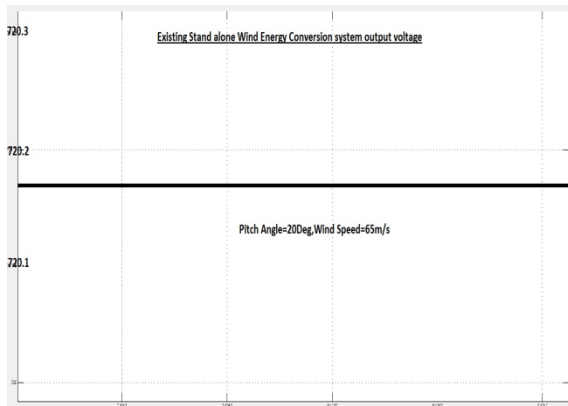 720.3
Existing Stand alone Wind Energy Conversion system output voltage
720.2
Pitch Angle=20Deg,Wind Speed=65m/s
720.1